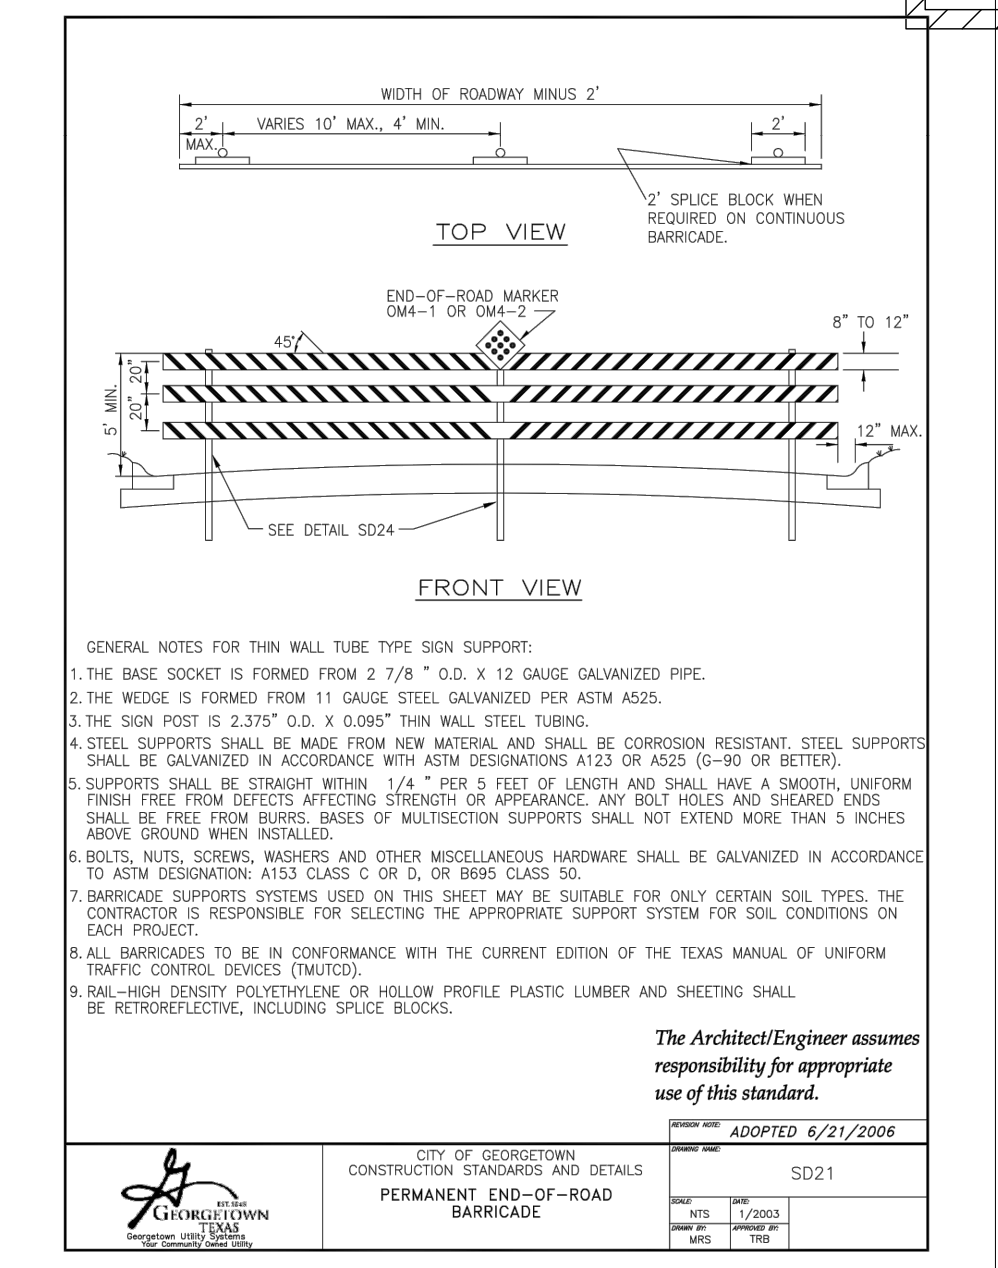 WIDTH OF ROADWAY MINUS 2'
2' MAX.
VARIES 10' MAX., 4' MIN.
2'
2' SPLICE BLOCK WHEN
REQUIRED ON CONTINUOUS
BARRICADE.
TOP VIEW
END-OF-ROAD MARKER
OM4-1 OR OM4-2
8" TO 12"
45°
5' MIN.
20"
20"
12" MAX.
SEE DETAIL SD24
FRONT VIEW
GENERAL NOTES FOR THIN WALL TUBE TYPE SIGN SUPPORT:
1. THE BASE SOCKET IS FORMED FROM 2 7/8 " O.D. X 12 GAUGE GALVANIZED PIPE.
2. THE WEDGE IS FORMED FROM 11 GAUGE STEEL GALVANIZED PER ASTM A525.
3. THE SIGN POST IS 2.375" O.D. X 0.095" THIN WALL STEEL TUBING.
4. STEEL SUPPORTS SHALL BE MADE FROM NEW MATERIAL AND SHALL BE CORROSION RESISTANT. STEEL SUPPORTS
SHALL BE GALVANIZED IN ACCORDANCE WITH ASTM DESIGNATIONS A123 OR A525 (G-90 OR BETTER).
5. SUPPORTS SHALL BE STRAIGHT WITHIN 1/4 " PER 5 FEET OF LENGTH AND SHALL HAVE A SMOOTH, UNIFORM
FINISH FREE FROM DEFECTS AFFECTING STRENGTH OR APPEARANCE. ANY BOLT HOLES AND SHEARED ENDS
SHALL BE FREE FROM BURRS. BASES OF MULTISECTION SUPPORTS SHALL NOT EXTEND MORE THAN 5 INCHES
ABOVE GROUND WHEN INSTALLED.
6. BOLTS, NUTS, SCREWS, WASHERS AND OTHER MISCELLANEOUS HARDWARE SHALL BE GALVANIZED IN ACCORDANCE
TO ASTM DESIGNATION: A153 CLASS C OR D, OR B695 CLASS 50.
7. BARRICADE SUPPORTS SYSTEMS USED ON THIS SHEET MAY BE SUITABLE FOR ONLY CERTAIN SOIL TYPES. THE
CONTRACTOR IS RESPONSIBLE FOR SELECTING THE APPROPRIATE SUPPORT SYSTEM FOR SOIL CONDITIONS ON
EACH PROJECT.
8. ALL BARRICADES TO BE IN CONFORMANCE WITH THE CURRENT EDITION OF THE TEXAS MANUAL OF UNIFORM
TRAFFIC CONTROL DEVICES (TMUTCD).
9. RAIL-HIGH DENSITY POLYETHYLENE OR HOLLOW PROFILE PLASTIC LUMBER AND SHEETING SHALL
BE RETROREFLECTIVE, INCLUDING SPLICE BLOCKS.
The Architect/Engineer assumes
responsibility for appropriate
use of this standard.
REVISION NOTE: ADOPTED 6/21/2006
EST. 1848
GEORGETOWN
TEXAS
Georgetown Utility Systems
Your Community Owned Utility
CITY OF GEORGETOWN
CONSTRUCTION STANDARDS AND DETAILS
PERMANENT END-OF-ROAD
BARRICADE
DRAWING NAME:
SD21
SCALE: NTS
DATE: 1/2003
DRAWN BY: MRS
APPROVED BY: TRB